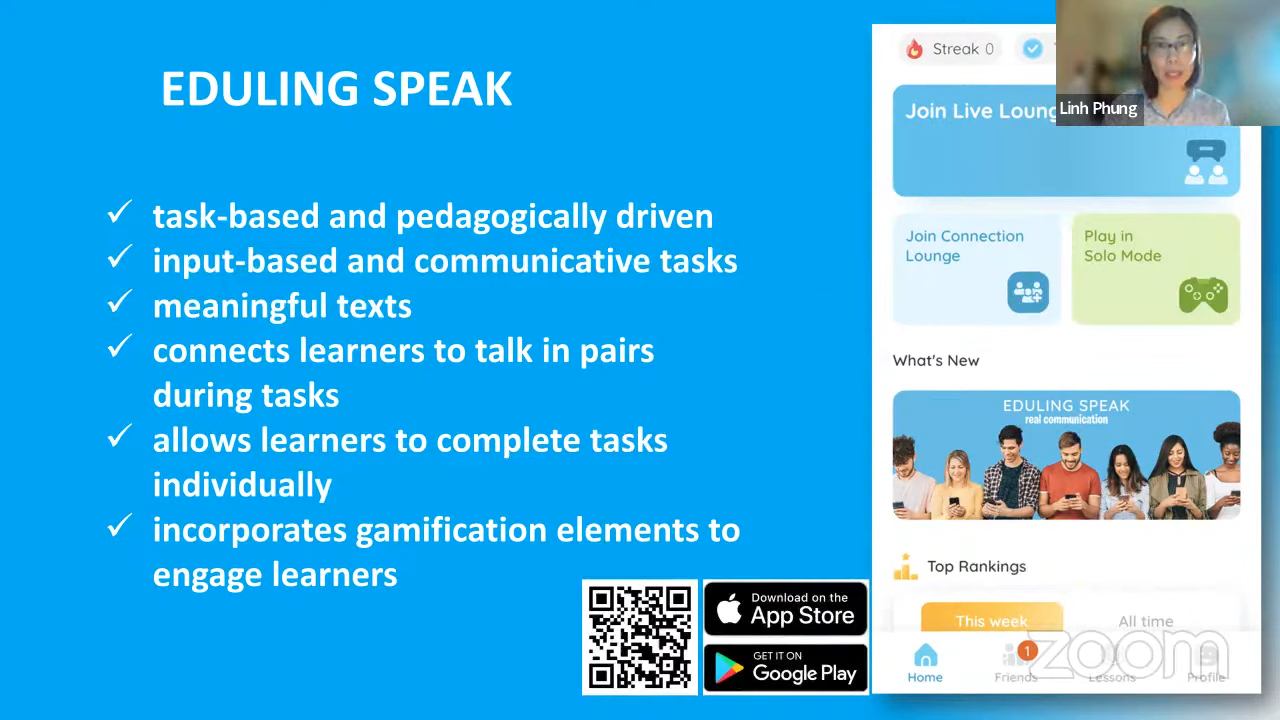 EDULING SPEAK
task-based and pedagogically driven
input-based and communicative tasks
meaningful texts
connects learners to talk in pairs
during tasks
allows learners to complete tasks
individually
incorporates gamification elements to
engage learners
Download on the
App Store
GET IT ON
Google Play
Streak 0
Linh Phung
Join Live
Join Connection
Lounge
Play in
Solo Mode
What's New
EDULING SPEAK
real communication
Top Rankings
This week
All time
1
Home
Friends
Lessons
Profile
zoom